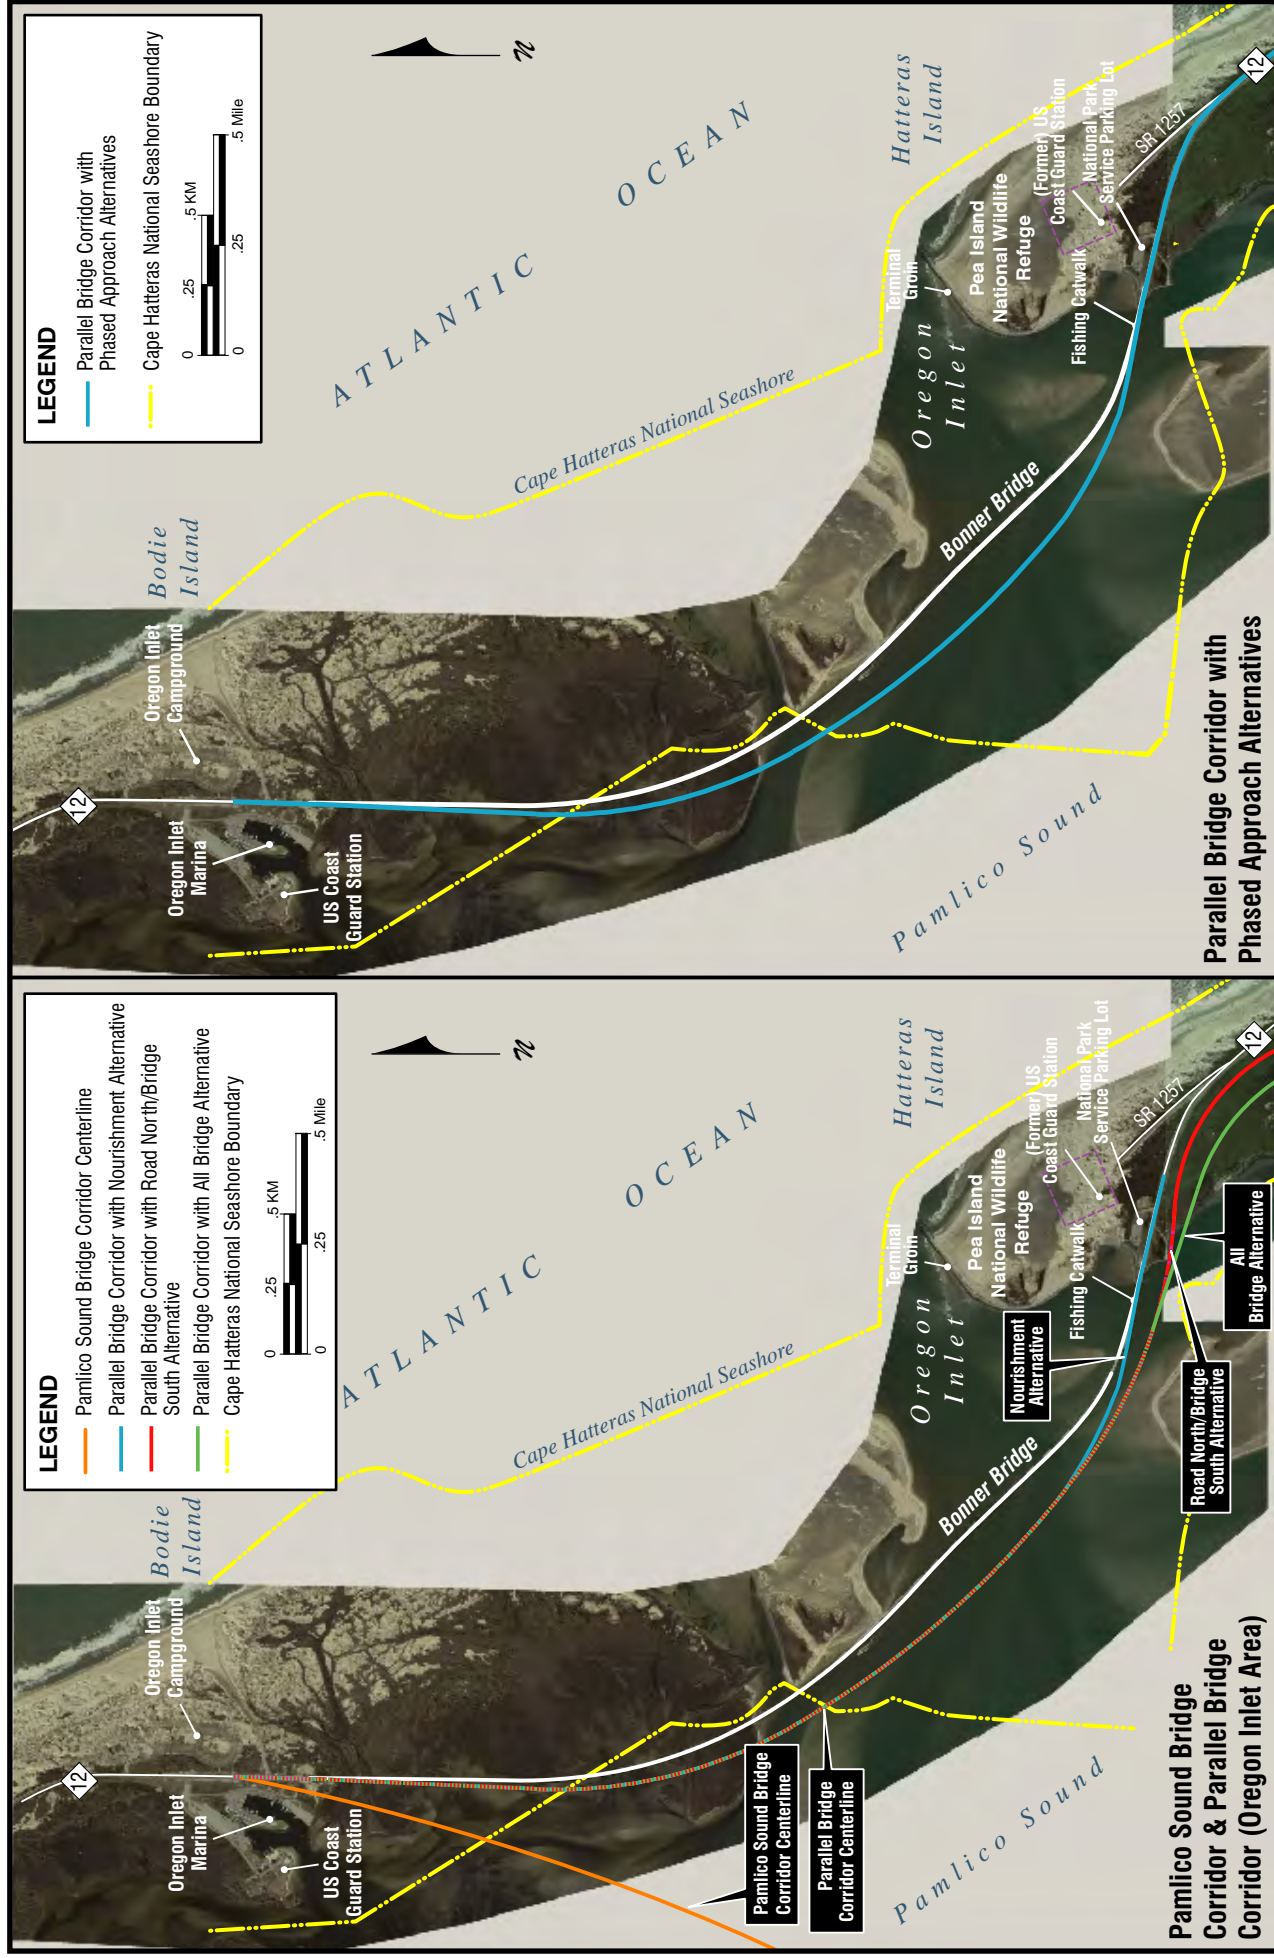 LEGEND
Pamlico Sound Bridge Corridor Centerline
Parallel Bridge Corridor with Nourishment Alternative
Parallel Bridge Corridor with Road North/Bridge
South Alternative
Parallel Bridge Corridor with All Bridge Alternative
Cape Hatteras National Seashore Boundary
0
.25
.5 KM
0
.25
.5 Mile
n
12
Oregon Inlet
Campground
Bodie
Island
Oregon Inlet
Marina
US Coast
Guard Station
ATLANTIC
OCEAN
Cape Hatteras National Seashore
Pamlico Sound Bridge
Corridor Centerline
Parallel Bridge
Corridor Centerline
Bonner Bridge
Hatteras
Island
Terminal
Groin
Oregon
Inlet
Pea Island
National Wildlife
Refuge
(Former) US
Coast Guard Station
National Park
Service Parking Lot
Nourishment
Alternative
Fishing Catwalk
SR 1257
12
Road North/Bridge
South Alternative
All
Bridge Alternative
Pamlico Sound
Pamlico Sound Bridge
Corridor & Parallel Bridge
Corridor (Oregon Inlet Area)
LEGEND
Parallel Bridge Corridor with
Phased Approach Alternatives
Cape Hatteras National Seashore Boundary
0
.25
.5 KM
0
.25
.5 Mile
n
12
Oregon Inlet
Campground
Bodie
Island
Oregon Inlet
Marina
US Coast
Guard Station
ATLANTIC
OCEAN
Cape Hatteras National Seashore
Bonner Bridge
Hatteras
Island
Terminal
Groin
Oregon
Inlet
Pea Island
National Wildlife
Refuge
(Former) US
Coast Guard Station
National Park
Service Parking Lot
Fishing Catwalk
SR 1257
12
Pamlico Sound
Parallel Bridge Corridor with
Phased Approach Alternatives